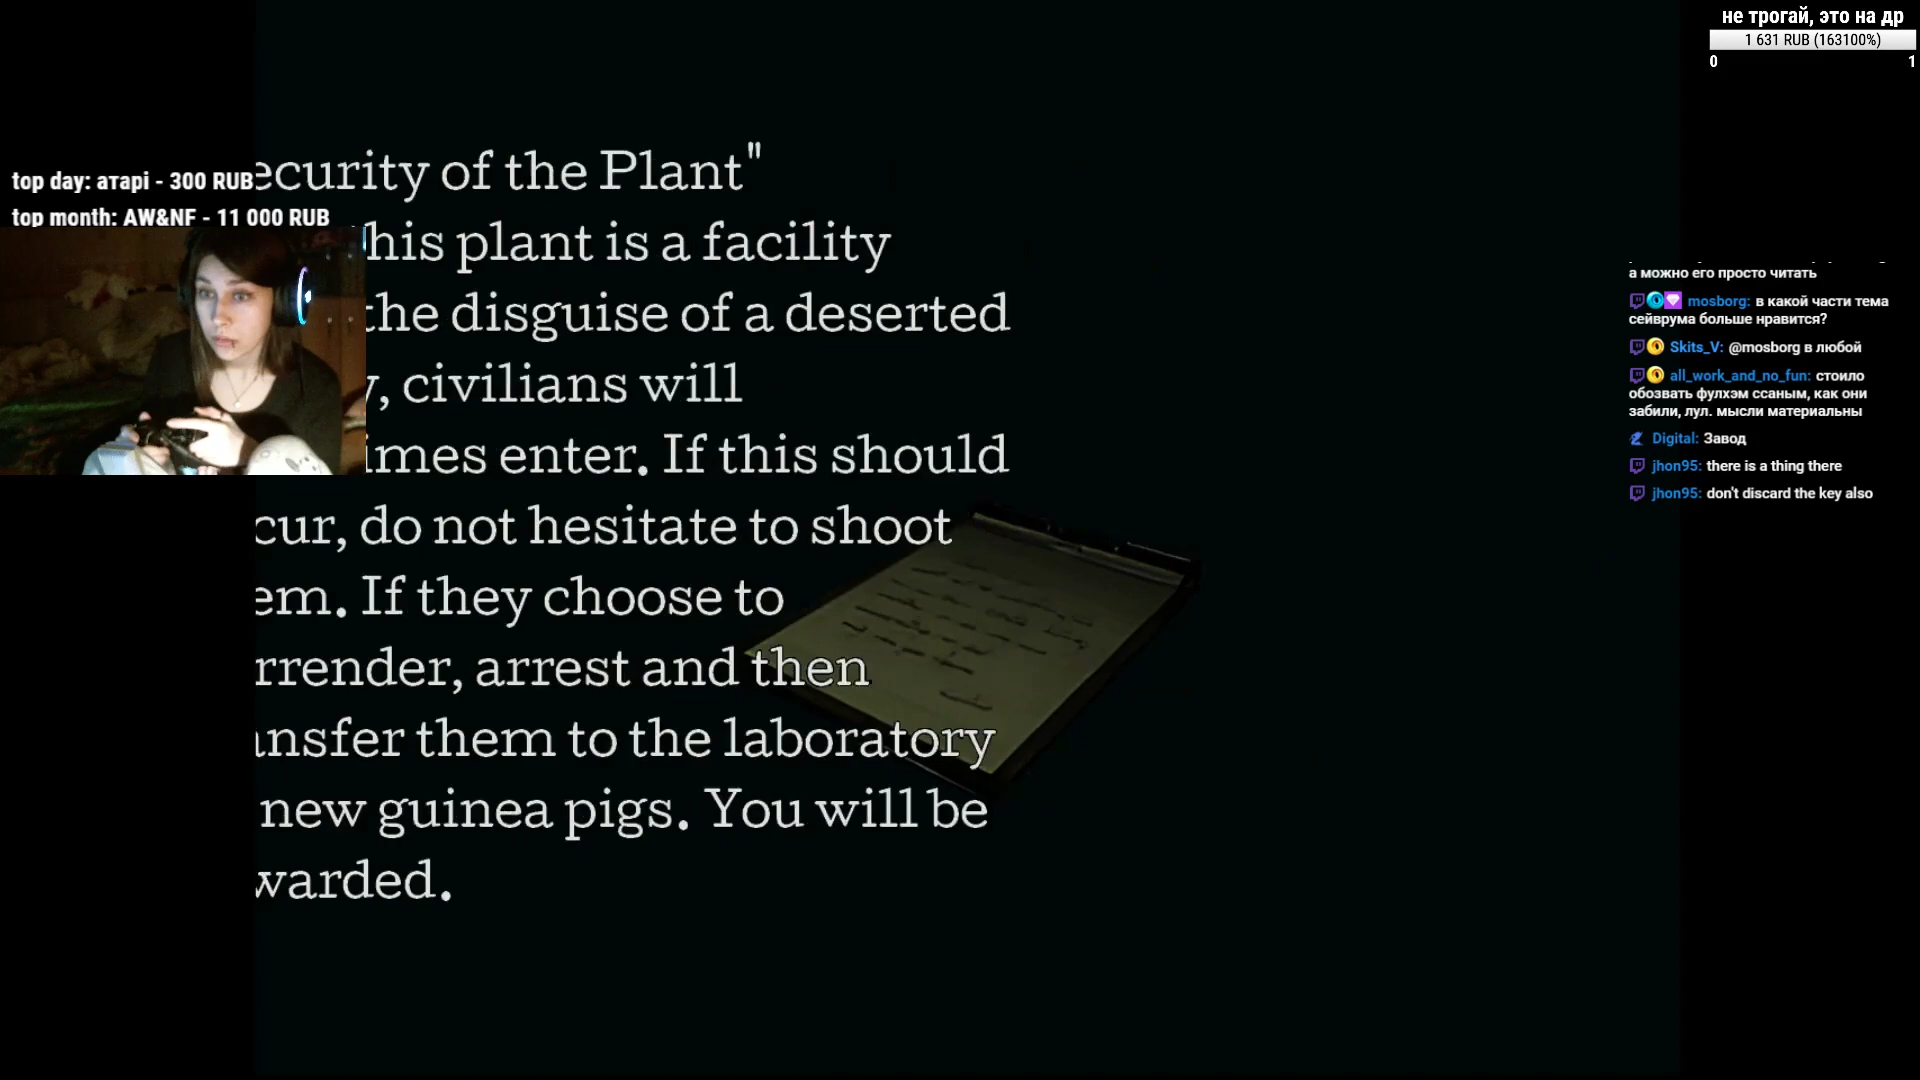 не трогай, это на др
1 631 RUB (163100%)
0 1
top day: атарі - 300 RUB
top month: AW&NF - 11 000 RUB
ecurity of the Plant"
his plant is a facility
the disguise of a deserted
y, civilians will
imes enter. If this should
cur, do not hesitate to shoot
em. If they choose to
rrender, arrest and then
ansfer them to the laboratory
new guinea pigs. You will be
warded.
а можно его просто читать
mosborg: в какой части тема
сейврума больше нравится?
Skits_V: @mosborg в любой
all_work_and_no_fun: стоило
обозвать фулхэм ссаным, как они
забили, лул. мысли материальны
Digital: Завод
jhon95: there is a thing there
jhon95: don't discard the key also